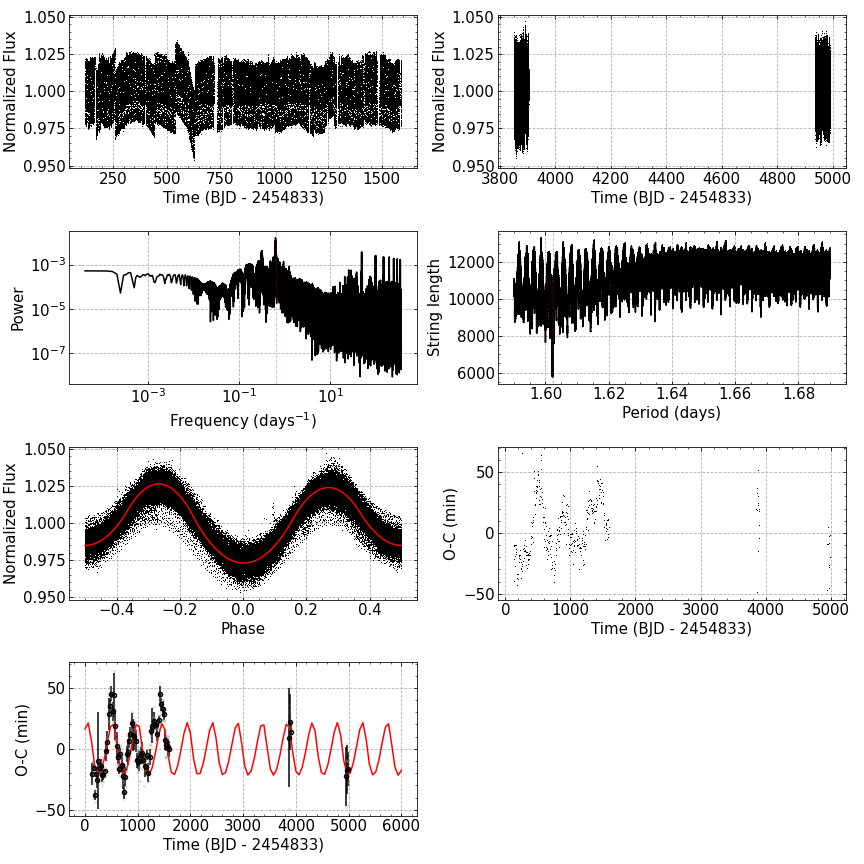 1.050
1.025
1.000
0.975
0.950
Normalized Flux
250 500 750 1000 1250 1500
Time (BJD - 2454833)
1.050
1.025
1.000
0.975
0.950
Normalized Flux
3800 4000 4200 4400 4600 4800 5000
Time (BJD - 2454833)
10⁻³
10⁻⁵
10⁻⁷
Power
10⁻³ 10⁻¹ 10¹
Frequency (days⁻¹)
12000
10000
8000
6000
String length
1.60 1.62 1.64 1.66 1.68
Period (days)
1.050
1.025
1.000
0.975
0.950
Normalized Flux
−0.4 −0.2 0.0 0.2 0.4
Phase
50
0
−50
O-C (min)
0 1000 2000 3000 4000 5000
Time (BJD - 2454833)
50
0
−50
O-C (min)
0 1000 2000 3000 4000 5000 6000
Time (BJD - 2454833)